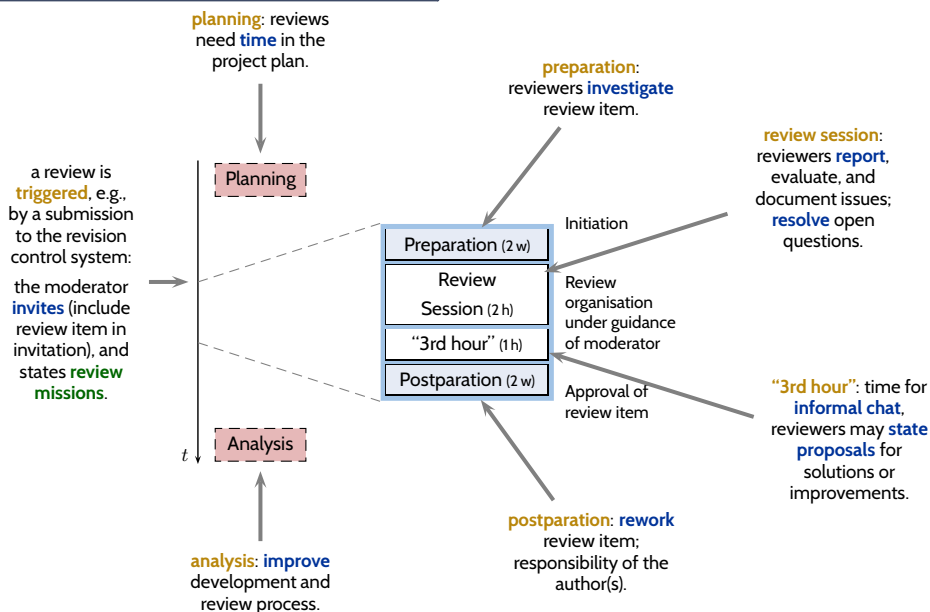 planning: reviews
need time in the
project plan.
preparation:
reviewers investigate
review item.
review session:
reviewers report,
evaluate, and
document issues;
resolve open
questions.
a review is
triggered, e.g.,
by a submission
to the revision
control system:
the moderator
invites (include
review item in
invitation), and
states review
missions.
Planning
Initiation
Preparation (2 w)
Review
Session (2 h)
Review
organisation
under guidance
of moderator
“3rd hour” (1 h)
Postparation (2 w)
Approval of
review item
“3rd hour”: time for
informal chat,
reviewers may state
proposals for
solutions or
improvements.
Analysis
t
postparation: rework
review item;
responsibility of the
author(s).
analysis: improve
development and
review process.